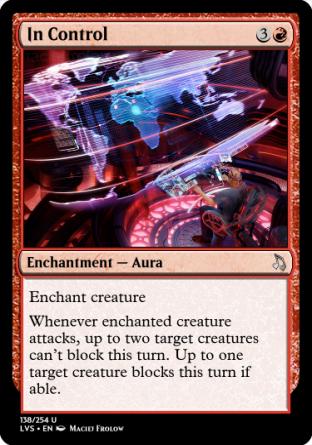 In Control 3
Enchantment — Aura
Enchant creature
Whenever enchanted creature
attacks, up to two target creatures
can't block this turn. Up to one
target creature blocks this turn if
able.
138/254 U
LVS • EN Maciej Frolow